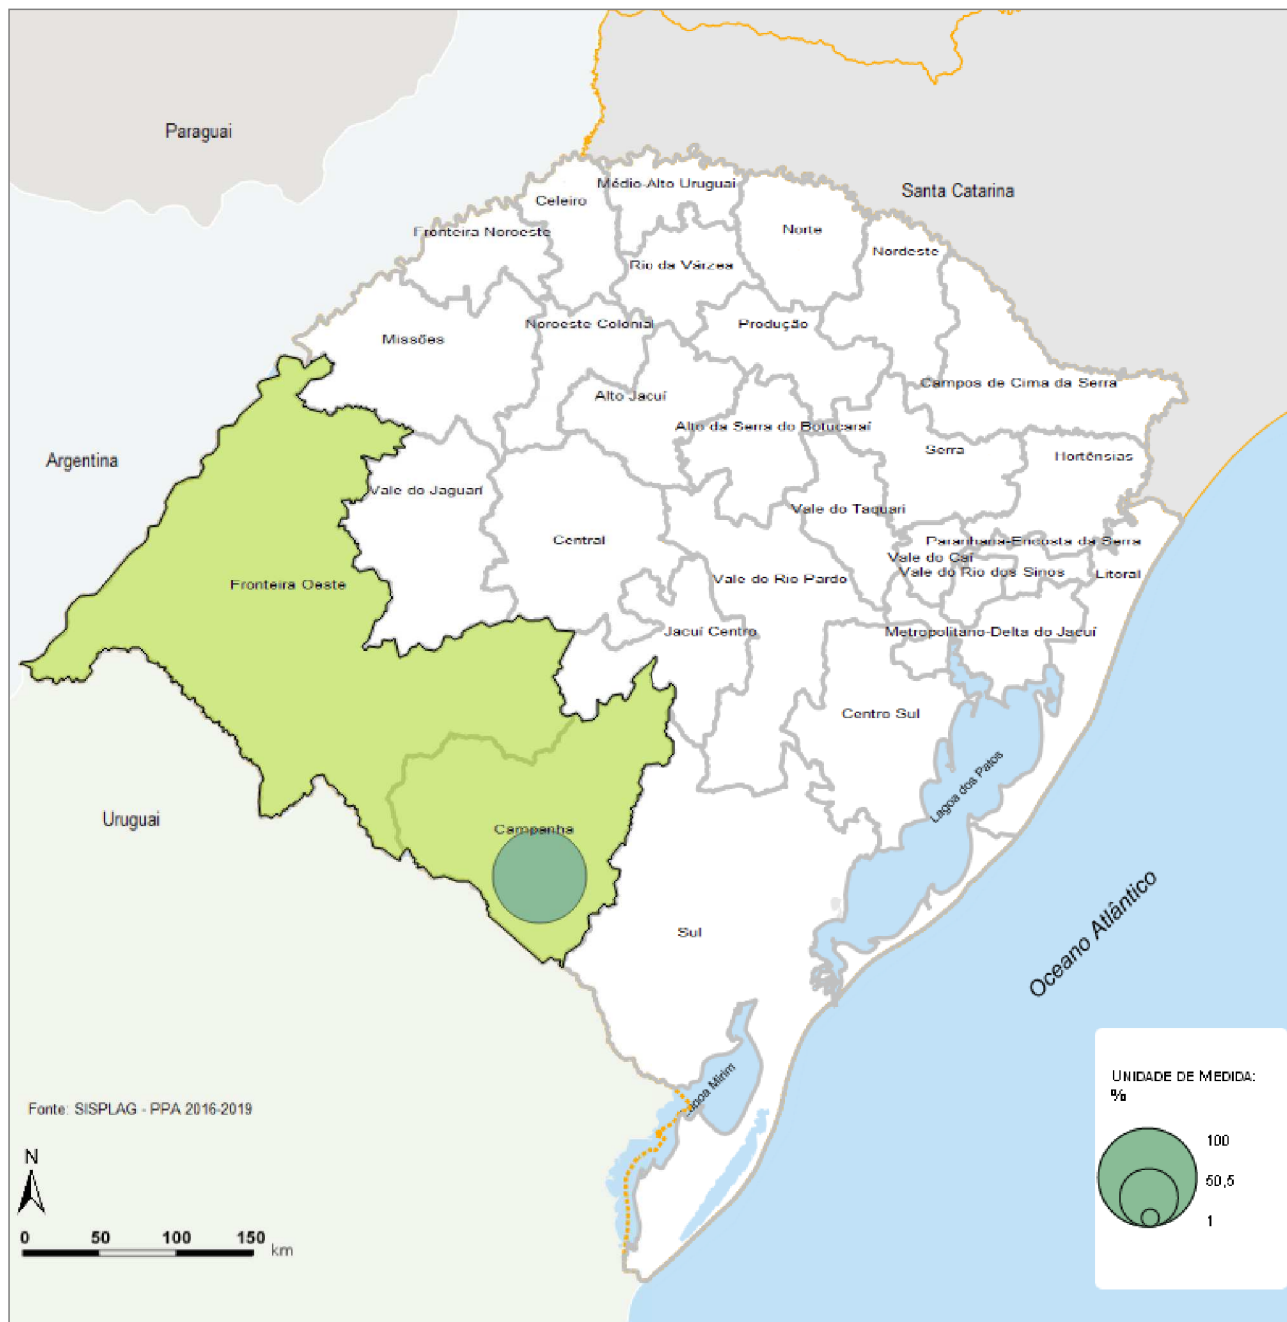 Paraguai
Santa Catarina
Médio-Alto Uruguai
Celeiro
Fronteira Noroeste
Norte
Nordeste
Rio da Várzea
Missões
Noroeste Colonial
Produção
Campos de Cima da Serra
Alto Jacuí
Alto da Serra do Botucaraí
Serra
Hortênsias
Argentina
Vale do Jaguarí
Vale do Taquari
Central
Paranhana-Encosta da Serra
Vale do Caí
Vale do Rio dos Sinos
Litoral
Fronteira Oeste
Vale do Rio Pardo
Jacuí Centro
Metropolitano-Delta do Jacuí
Centro Sul
Lagoa dos Patos
Uruguai
Campanha
Sul
Oceano Atlântico
Lagoa Mirim
Fonte: SISPLAG - PPA 2016-2019
N
0 50 100 150
km
UNIDADE DE MEDIDA:
%
100
50,5
1